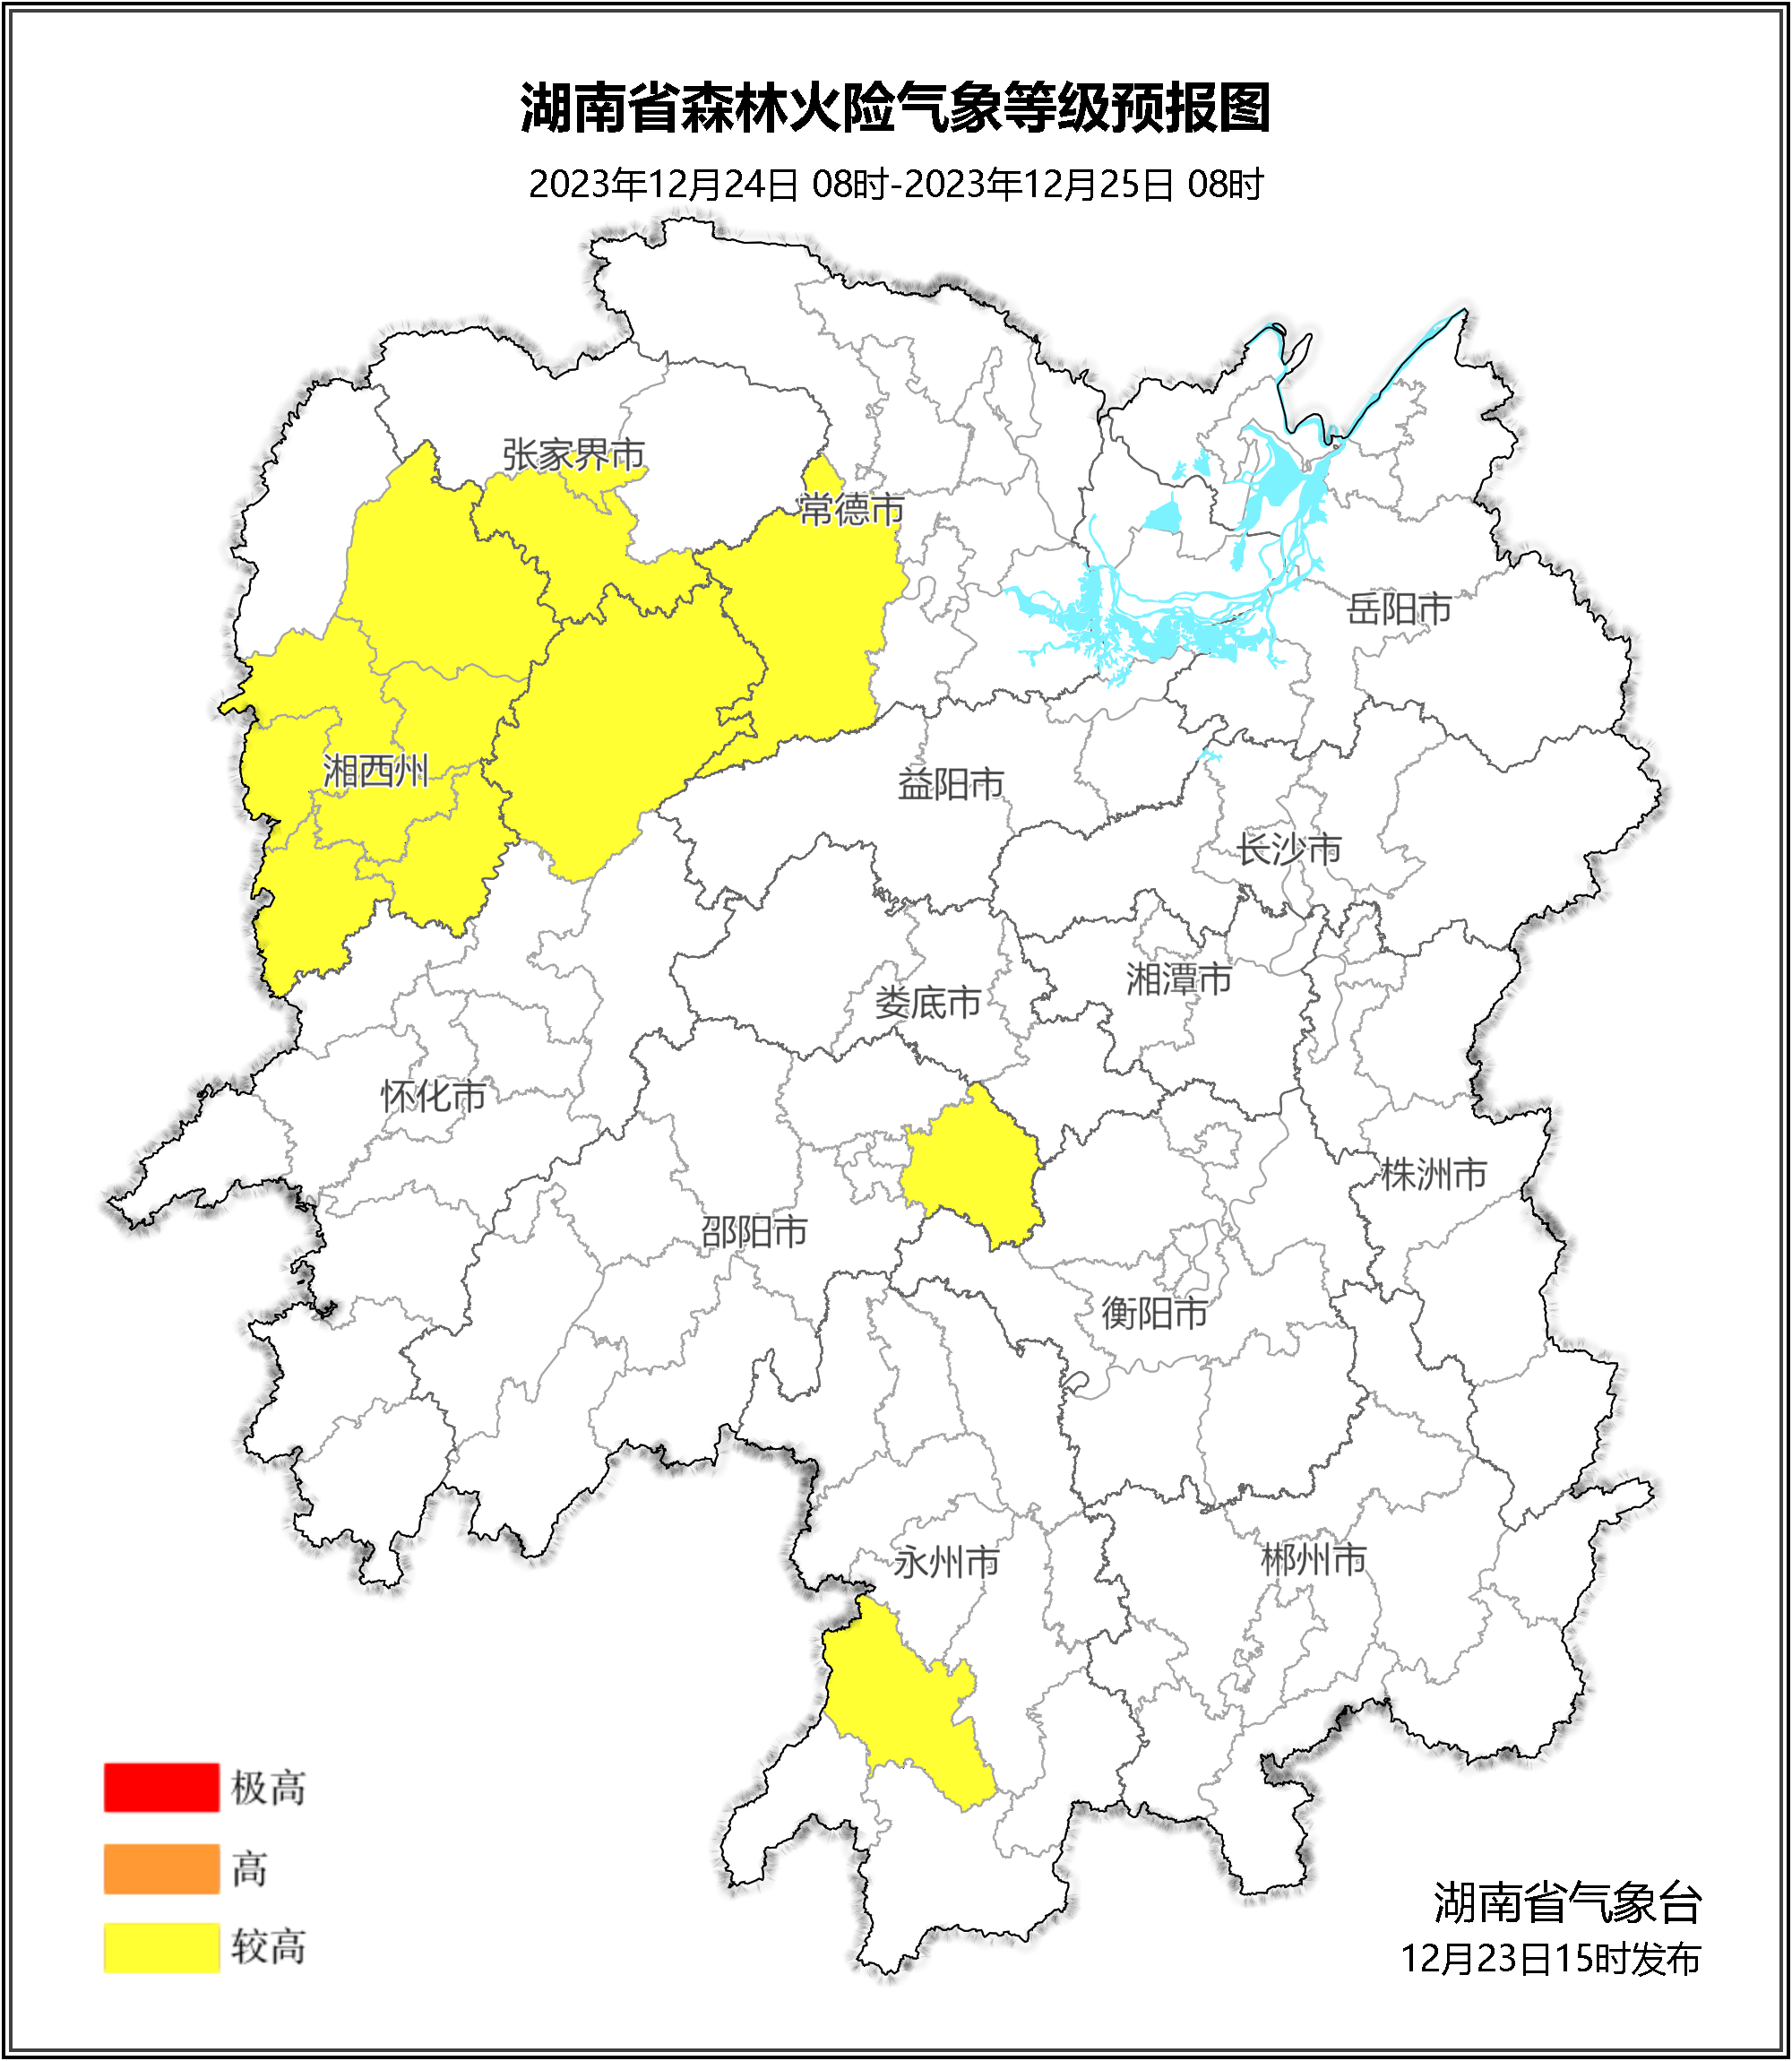 湖南省森林火险气象等级预报图
2023年12月24日 08时-2023年12月25日 08时
张家界市
常德市
岳阳市
湘西州
益阳市
长沙市
湘潭市
娄底市
怀化市
株洲市
邵阳市
衡阳市
永州市
郴州市
极高
高
较高
湖南省气象台
12月23日15时发布